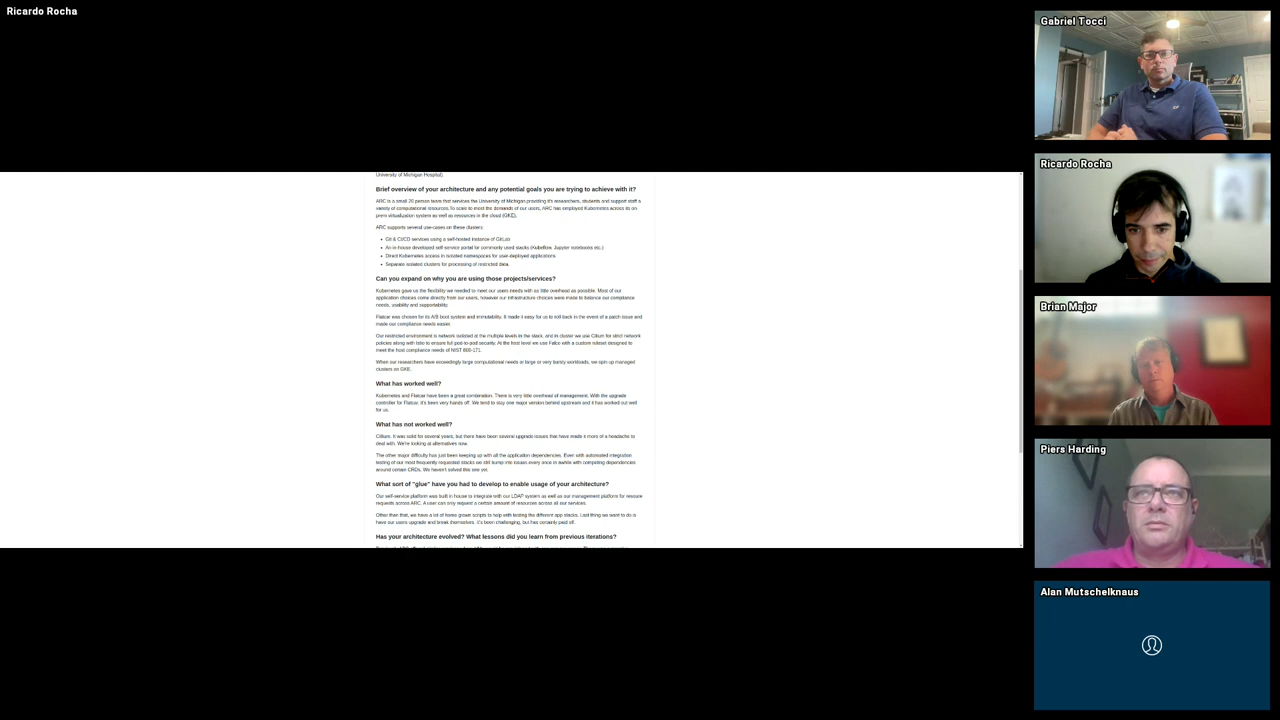 Ricardo Rocha
University of Michigan Hospital).
Brief overview of your architecture and any potential goals you are trying to achieve with it?
ARC is a small 20 person team that services the University of Michigan providing it's researchers, students and support staff a
variety of computational resources.To scale to meet the demands of our users, ARC has employed Kubernetes across its on
prem virtualization system as well as resources in the cloud (GKE).
ARC supports several use-cases on these clusters
• Git & CI/CD services using a self-hosted instance of GitLab
• An in-house developed self service portal for commonly used stacks (Kubeflow, Jupyter notebooks etc.)
• Direct Kubernetes access in isolated namespaces for user-deployed applications
• Separate isolated clusters for processing of restricted data.
Can you expand on why you are using those projects/services?
Kubernetes gave us the flexibility we needed to meet our users needs with as little overhead as possible. Most of our
application choices come directly from our users, however our infrastructure choices were made to balance our compliance
needs, usability and supportability.
Flatcar was chosen for its A/B boot system and immutability. It made it easy for us to roll-back in the event of a patch issue and
made our compliance needs easier.
Our restricted environment is network isolated at the multiple levels in the stack, and in cluster we use Cilium for strict network
policies along with Istio to ensure full pod-to-pod security. At the host level we use Falco with a custom ruleset designed to
meet the host compliance needs of NIST 800-171.
When our researchers have exceedingly large computational needs or large or very bursty workloads, we spin up managed
clusters on GKE.
What has worked well?
Kubernetes and Flatcar have been a great combination. There is very little overhead of management. With the upgrade
controller for Flatcar, it's been very hands off. We tend to stay one major version behind upstream and it has worked out well
for us.
What has not worked well?
Cilium. It was solid for several years, but there have been several upgrade issues that have made it more of a headache to
deal with. We're looking at alternatives now.
The other major difficulty has just been keeping up with all the application dependencies. Even with automated integration
testing of our most frequently requested stacks we still bump into issues every once in awhile with competing dependencies
around certain CRDs. We haven't solved this one yet.
What sort of "glue" have you had to develop to enable usage of your architecture?
Our self-service platform was built in house to integrate with our LDAP system as well as our management platform for resource
requests across ARC. A user can only request a certain amount of resources across all our services.
Other than that, we have a lot of home grown scripts to help with testing the different app stacks. Last thing we want to do is
have our users upgrade and break themselves. It's been challenging, but has certainly paid off.
Has your architecture evolved? What lessons did you learn from previous iterations?
Gabriel Tocci
Ricardo Rocha
Brian Major
Piers Harding
Alan Mutschelknaus